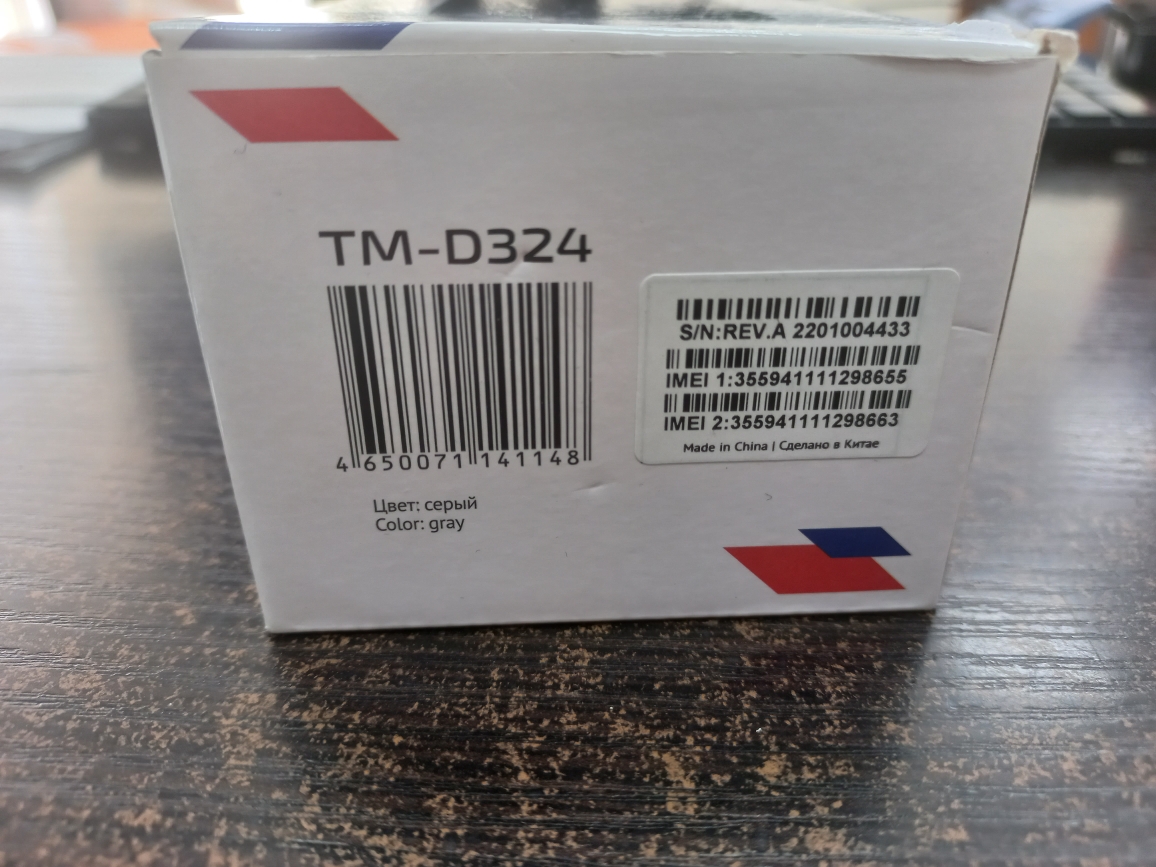 TM-D324
4 650071 141148
Цвет: серый
Color: gray
S/N:REV.A 2201004433
IMEI 1:355941111298655
IMEI 2:355941111298663
Made in China | Сделано в Китае